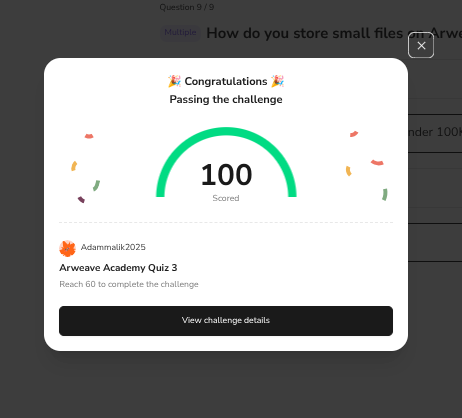 Question 9 / 9
Multiple How do you store small files on Arwe
🎉 Congratulations 🎉
Passing the challenge
100
Scored
nder 100K
Adammalik2025
Arweave Academy Quiz 3
Reach 60 to complete the challenge
View challenge details